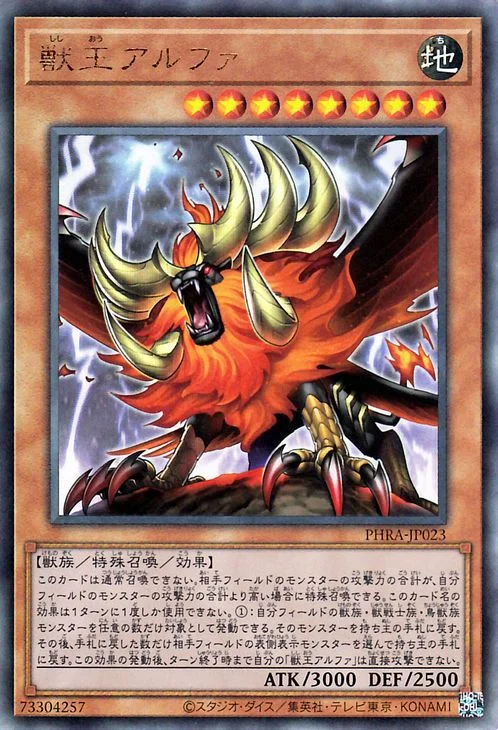 獣王アルファ
地
PHRA-JP023
【獣族／特殊召喚／効果】
このカードは通常召喚できない。相手フィールドのモンスターの攻撃力の合計が、自分
フィールドのモンスターの攻撃力の合計より高い場合に特殊召喚できる。このカード名の
効果は1ターンに1度しか使用できない。①：自分フィールドの獣族・獣戦士族・鳥獣族
モンスターを任意の数だけ対象として発動できる。そのモンスターを持ち主の手札に戻す。
その後、手札に戻した数だけ相手フィールドの表側表示モンスターを選んで持ち主の手札
に戻す。この効果の発動後、ターン終了時まで自分の「獣王アルファ」は直接攻撃できない。
ATK/3000 DEF/2500
73304257
©スタジオ・ダイス／集英社・テレビ東京・KONAMI